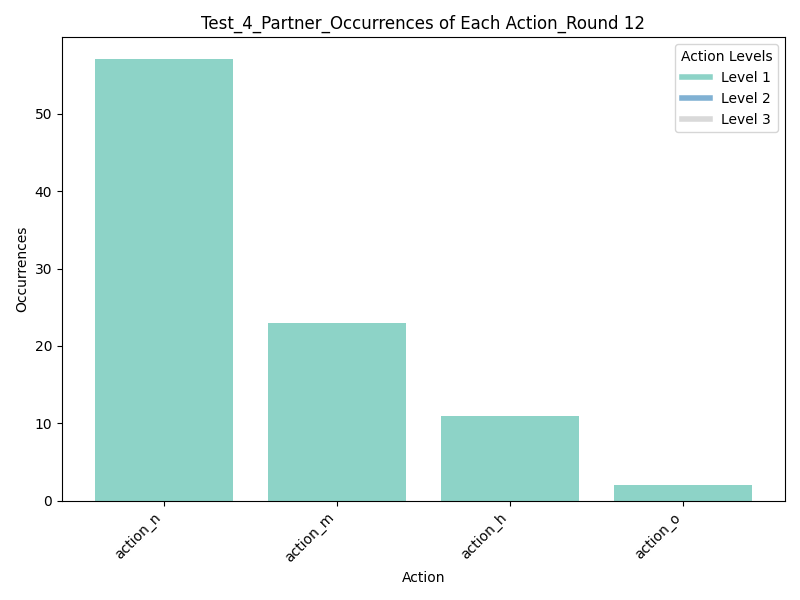 Test_4_Partner_Occurrences of Each Action_Round 12
Action Levels
Level 1
Level 2
Level 3
Occurrences
50
40
30
20
10
0
action_n
action_m
action_h
action_o
Action